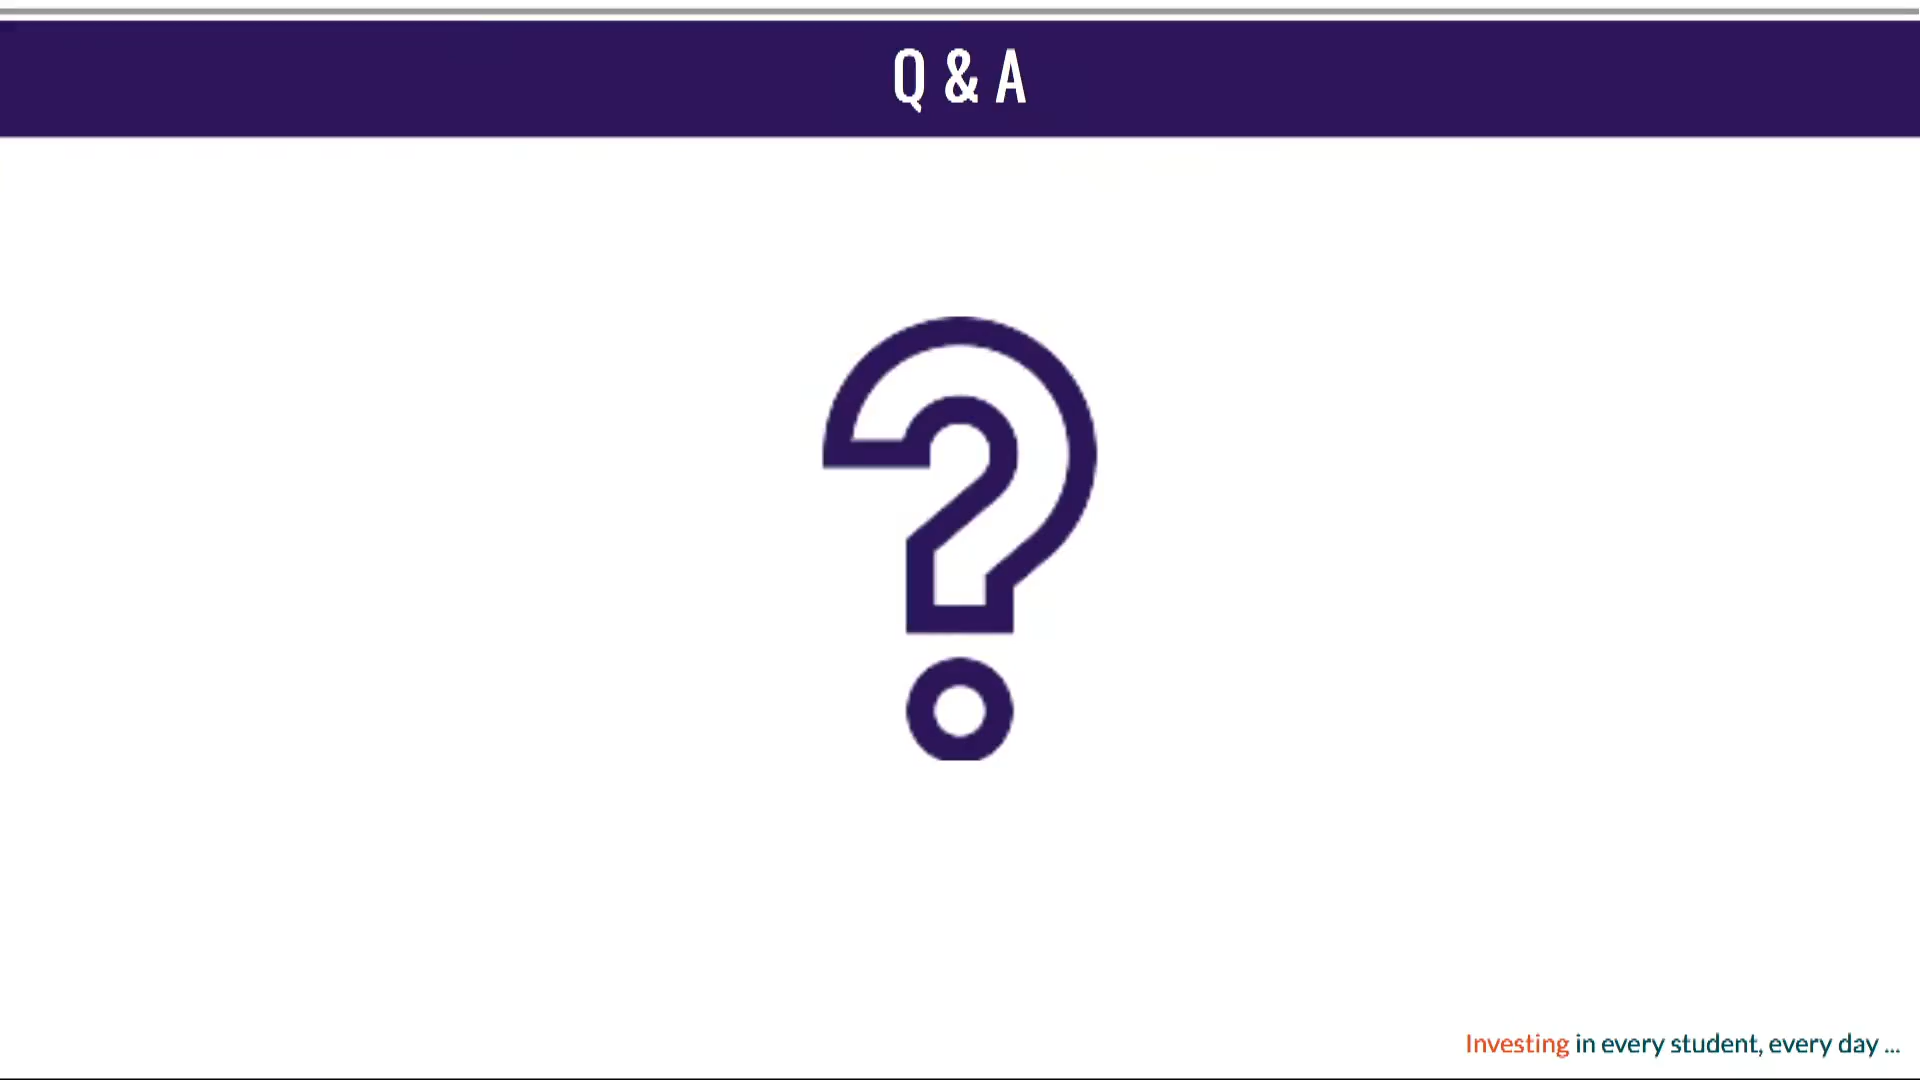 Q & A
?
Investing in every student, every day ...